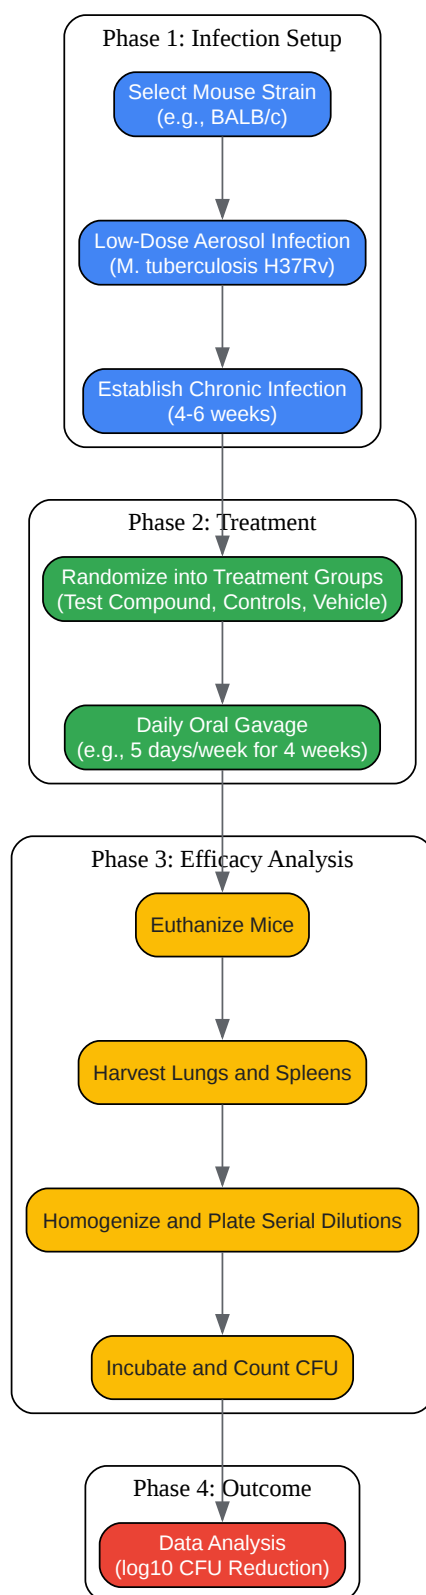 Phase 1: Infection Setup
Select Mouse Strain
(e.g., BALB/c)
Low-Dose Aerosol Infection
(M. tuberculosis H37Rv)
Establish Chronic Infection
(4-6 weeks)
Phase 2: Treatment
Randomize into Treatment Groups
(Test Compound, Controls, Vehicle)
Daily Oral Gavage
(e.g., 5 days/week for 4 weeks)
Phase 3: Efficacy Analysis
Euthanize Mice
Harvest Lungs and Spleens
Homogenize and Plate Serial Dilutions
Incubate and Count CFU
Phase 4: Outcome
Data Analysis
(log10 CFU Reduction)